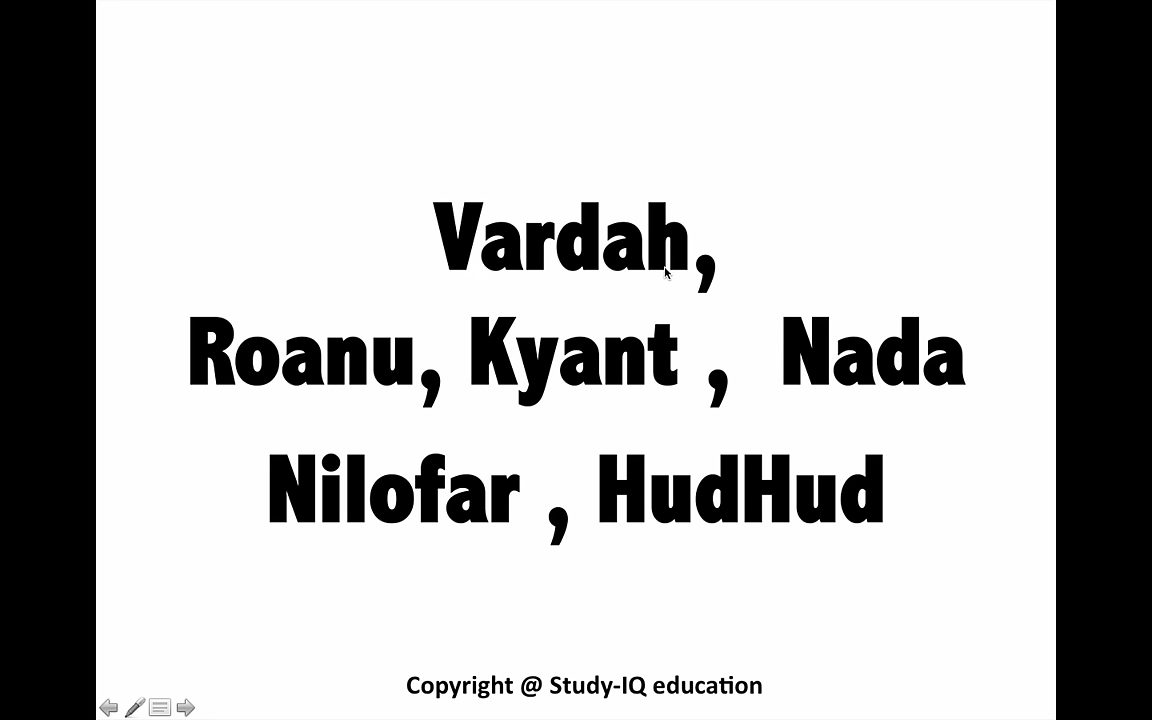 Vardah,
Roanu, Kyant ,  Nada
Nilofar , HudHud
Copyright @ Study-IQ education